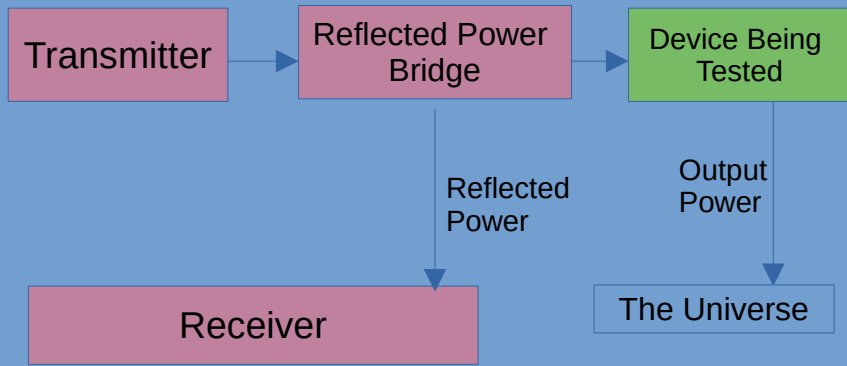 Transmitter
Reflected Power
Bridge
Device Being
Tested
Reflected
Power
Output
Power
Receiver
The Universe